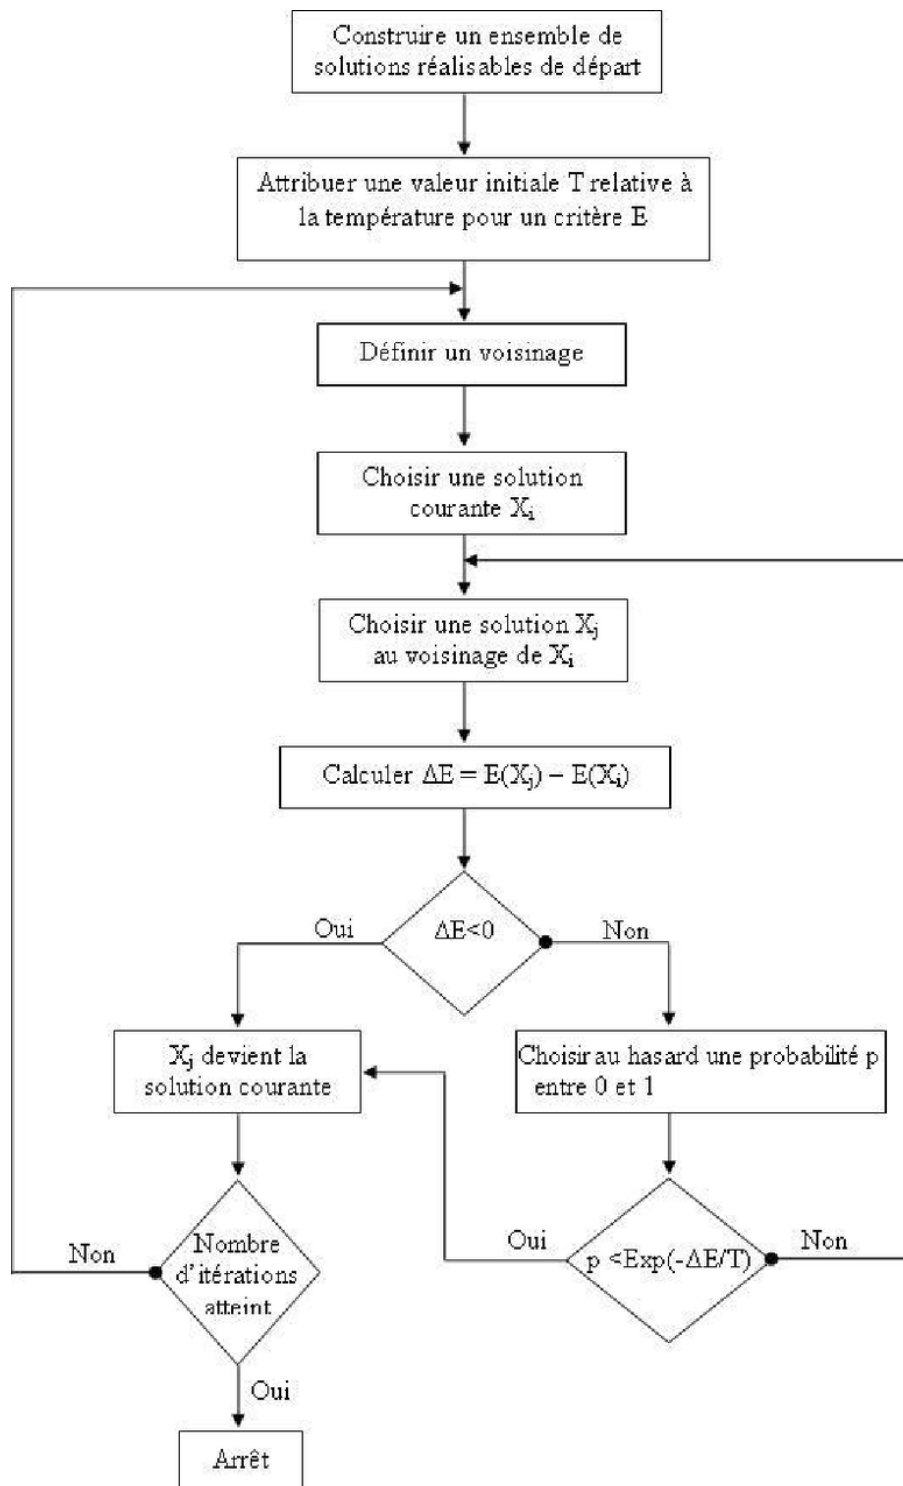 Construire un ensemble de
solutions réalisables de départ
Attribuer une valeur initiale T relative à
la température pour un critère E
Définir un voisinage
Choisir une solution
courante Xi
Choisir une solution Xj
au voisinage de Xi
Calculer ΔE = E(Xj) – E(Xi)
Oui
ΔE<0
Non
Xj devient la
solution courante
Choisir au hasard une probabilité p
entre 0 et 1
Non
Nombre
d'itérations
atteint
Oui
p <Exp(-ΔE/T)
Non
Oui
Arrêt